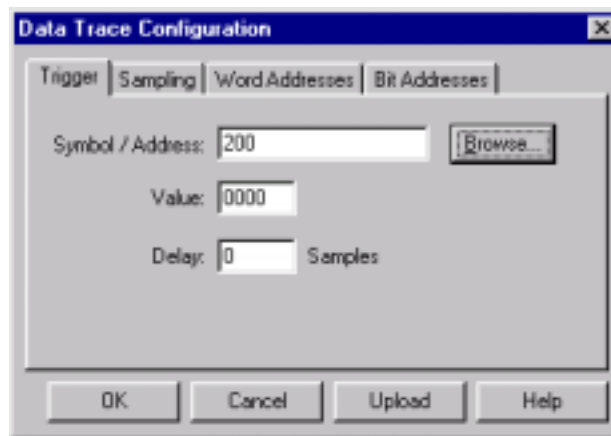 Data Trace Configuration
Trigger Sampling Word Addresses Bit Addresses
Symbol / Address: 200 Browse...
Value: 0000
Delay: 0 Samples
OK Cancel Upload Help